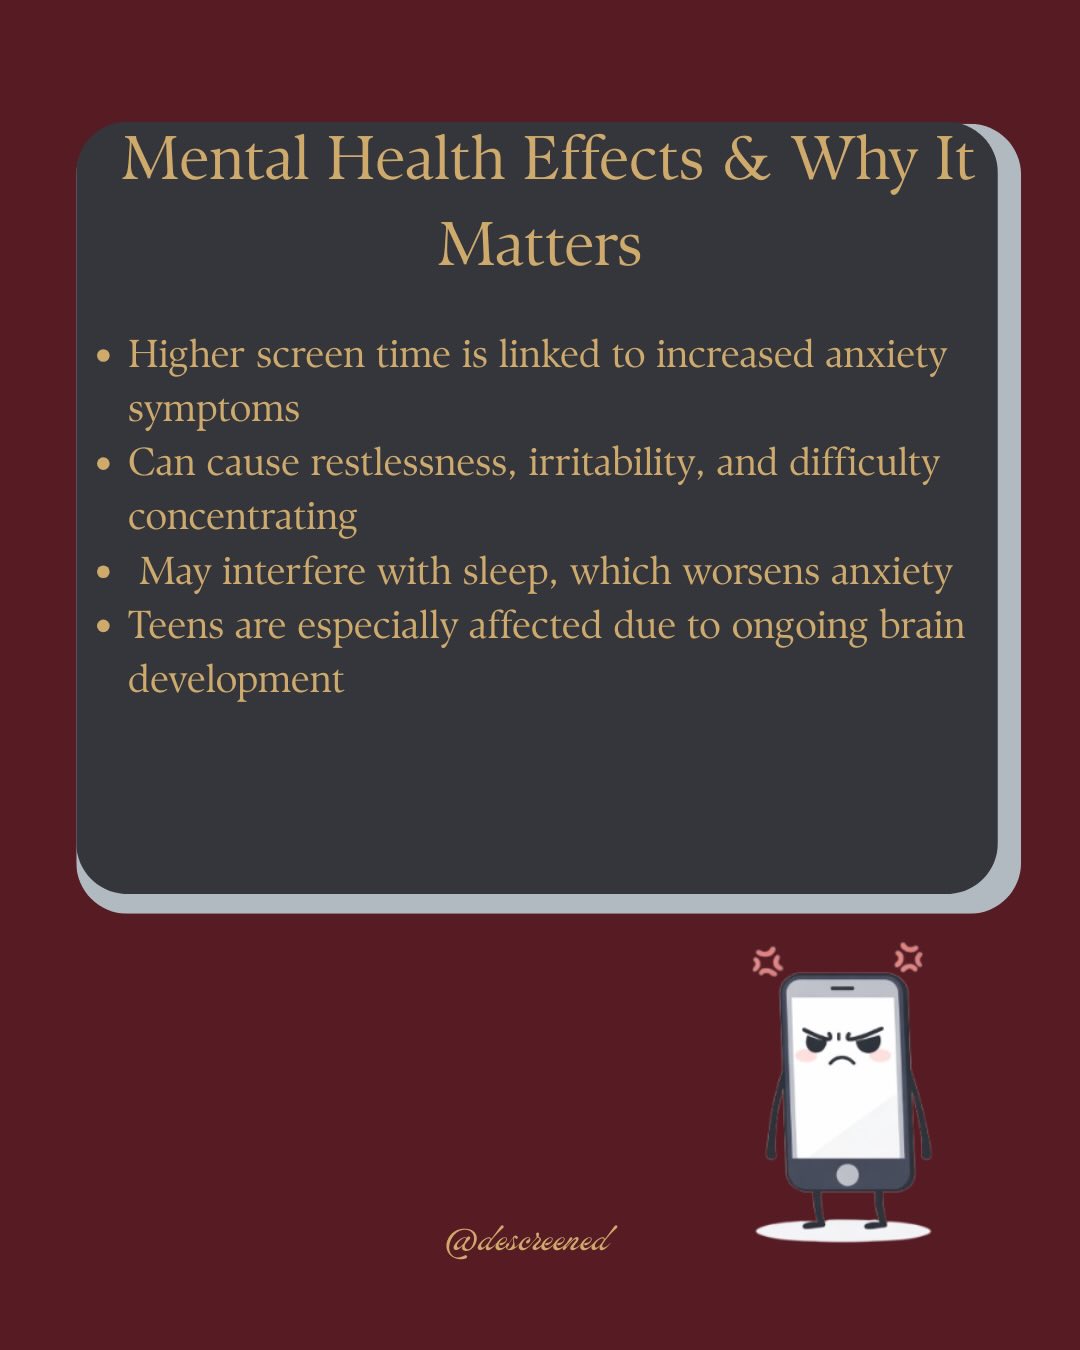 Mental Health Effects & Why It
Matters
• Higher screen time is linked to increased anxiety
symptoms
• Can cause restlessness, irritability, and difficulty
concentrating
• May interfere with sleep, which worsens anxiety
• Teens are especially affected due to ongoing brain
development
@descreened